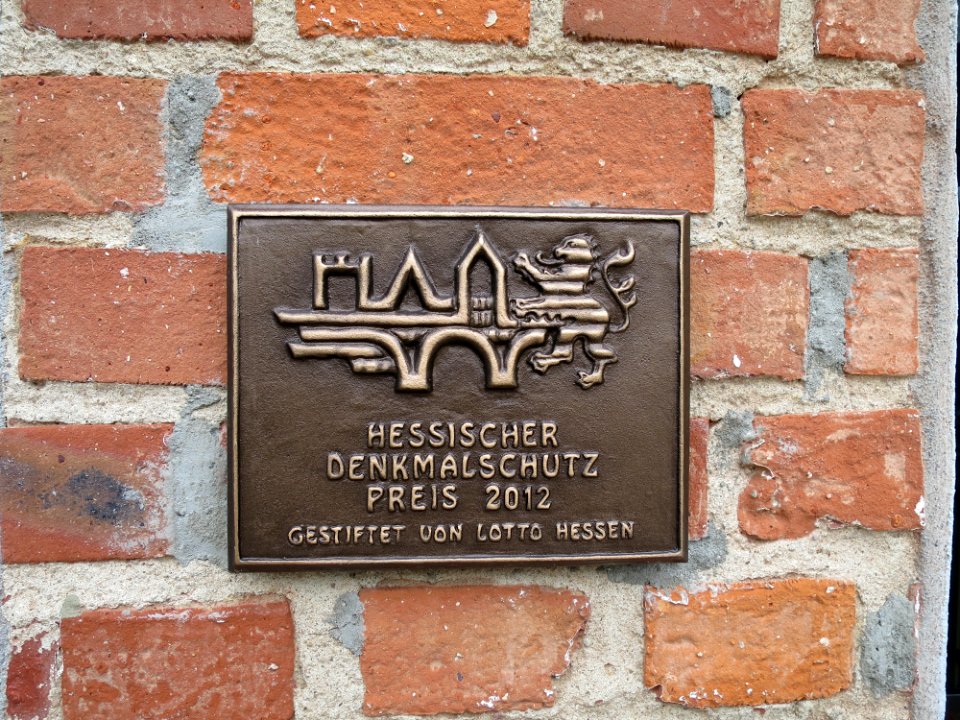 HESSISCHER
DENKMALSCHUTZ
PREIS 2012
GESTIFTET VON LOTTO HESSEN